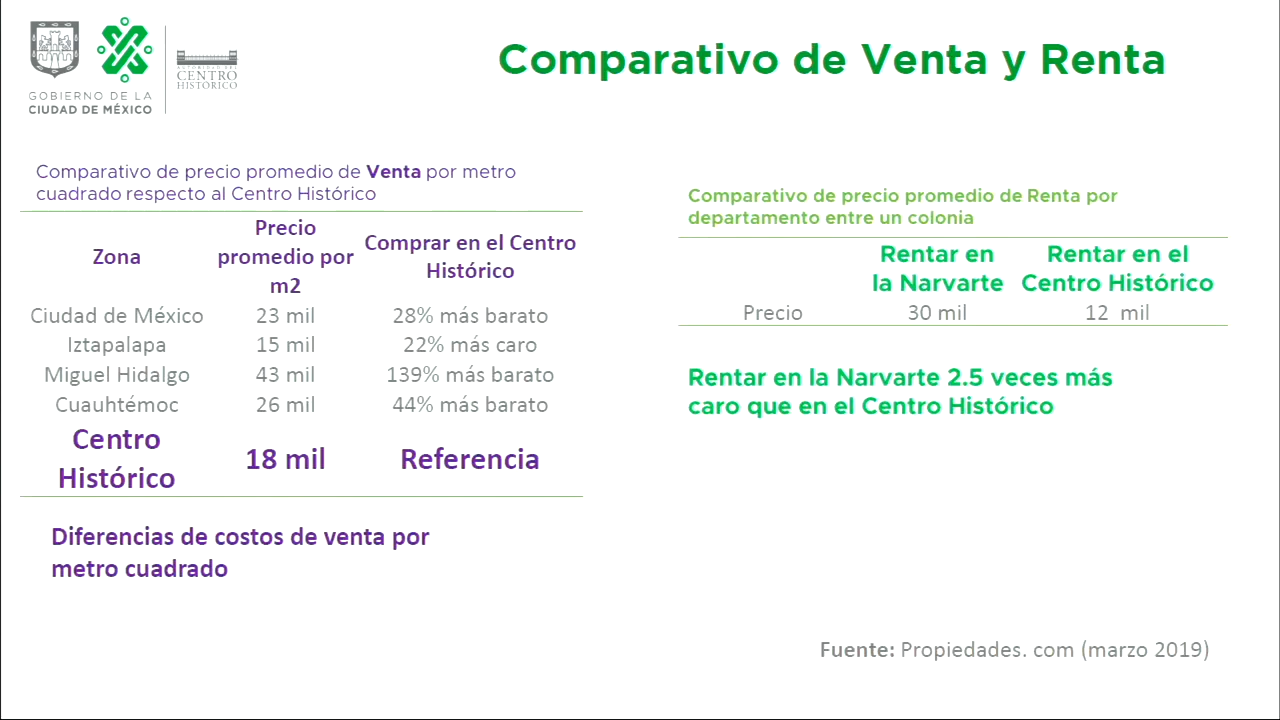 GOBIERNO DE LA
CIUDAD DE MÉXICO
AUTORIDAD DEL
CENTRO
HISTÓRICO
Comparativo de Venta y Renta
Comparativo de precio promedio de Venta por metro
cuadrado respecto al Centro Histórico
Zona Precio promedio por m2 Comprar en el Centro Histórico
Ciudad de México 23 mil 28% más barato
Iztapalapa 15 mil 22% más caro
Miguel Hidalgo 43 mil 139% más barato
Cuauhtémoc 26 mil 44% más barato
Centro Histórico 18 mil Referencia
Diferencias de costos de venta por
metro cuadrado
Comparativo de precio promedio de Renta por
departamento entre un colonia
Rentar en la Narvarte Rentar en el Centro Histórico
Precio 30 mil 12 mil
Rentar en la Narvarte 2.5 veces más
caro que en el Centro Histórico
Fuente: Propiedades. com (marzo 2019)